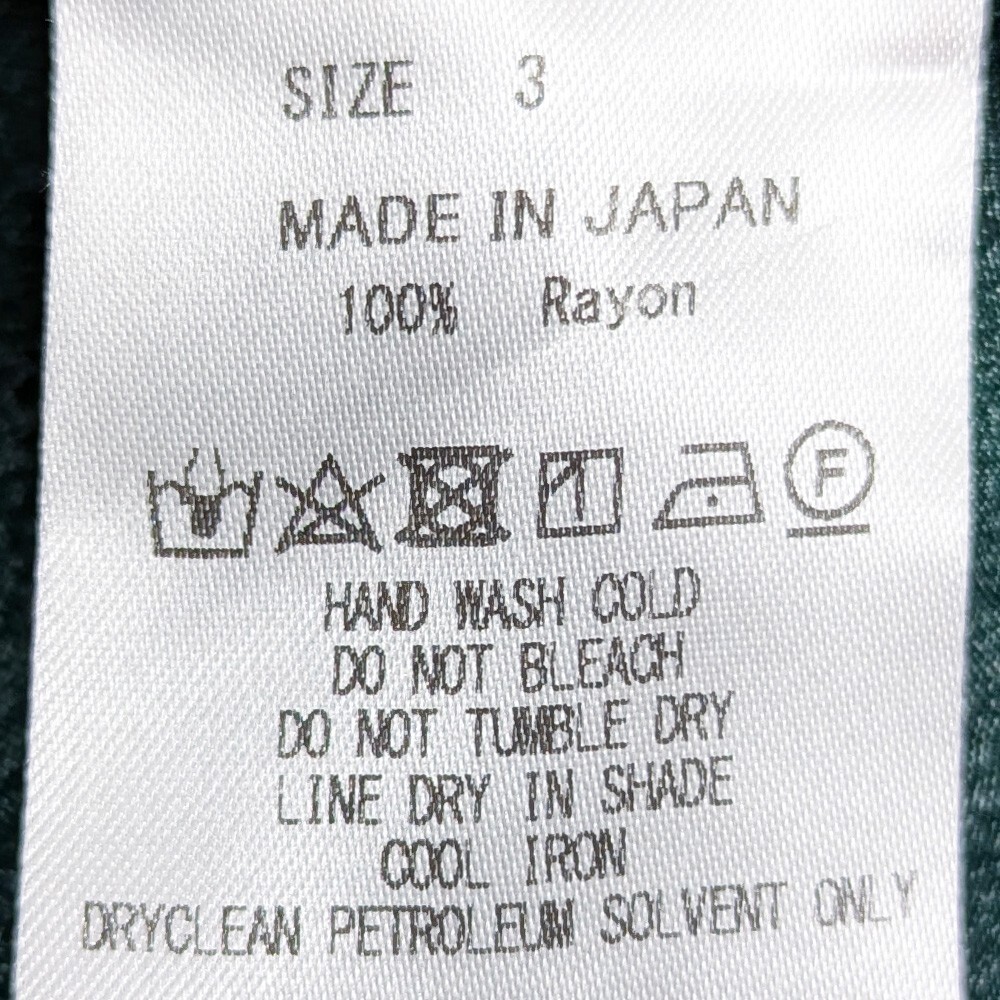 SIZE 3
MADE IN JAPAN
100% Rayon
F
HAND WASH COLD
DO NOT BLEACH
DO NOT TUMBLE DRY
LINE DRY IN SHADE
COOL IRON
DRYCLEAN PETROLEUM SOLVENT ONLY